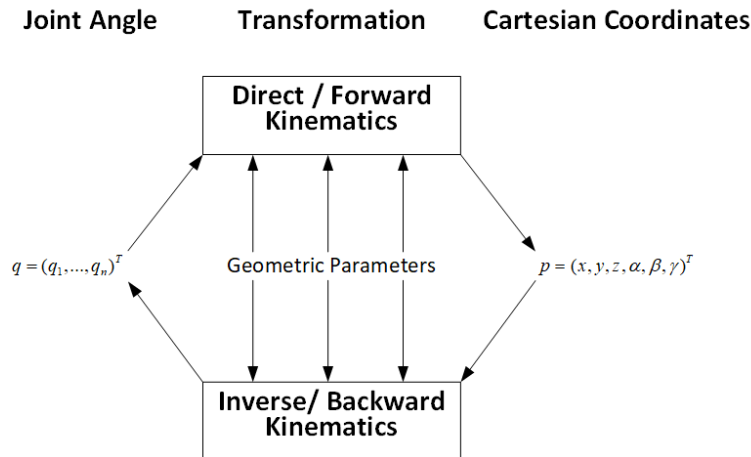 Joint Angle Transformation Cartesian Coordinates
Direct / Forward
Kinematics
q = (q₁,...,qₙ)ᵀ Geometric Parameters p = (x, y, z, α, β, γ)ᵀ
Inverse/ Backward
Kinematics